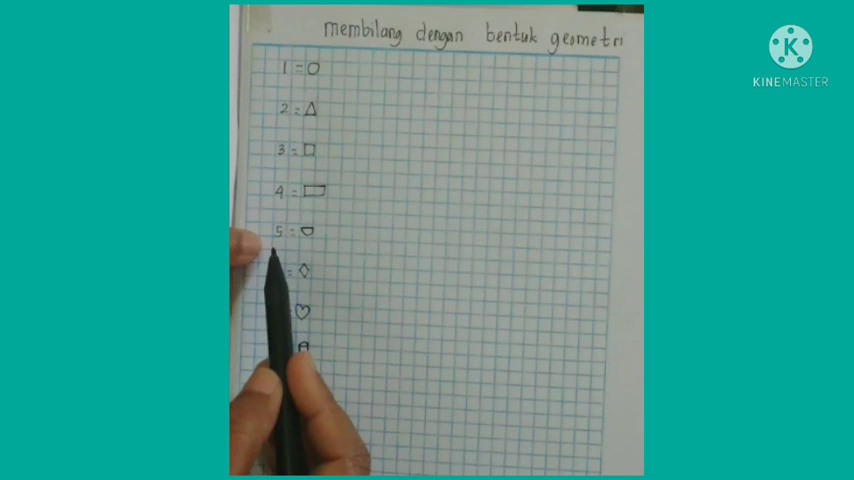 membilang dengan bentuk geometri
1 = ○
2 = △
3 = □
4 = ▭
5 = ⌓
= ◇
♡
K
KINEMASTER